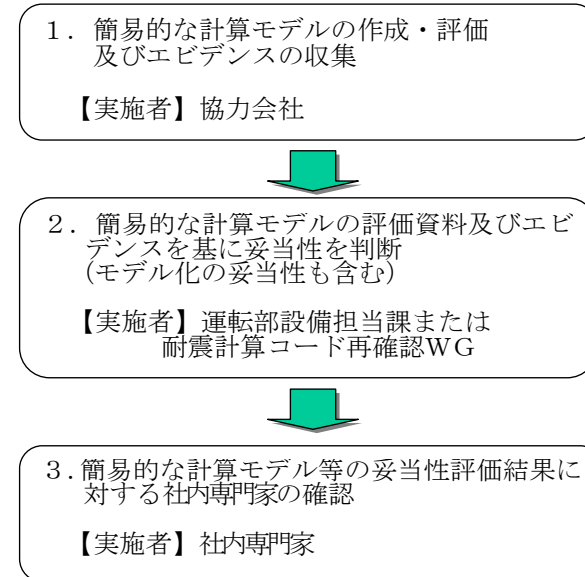 １．簡易的な計算モデルの作成・評価
及びエビデンスの収集
【実施者】協力会社
２．簡易的な計算モデルの評価資料及びエビ
デンスを基に妥当性を判断
(モデル化の妥当性も含む)
【実施者】運転部設備担当課または
耐震計算コード再確認ＷＧ
３.簡易的な計算モデル等の妥当性評価結果に
対する社内専門家の確認
【実施者】社内専門家